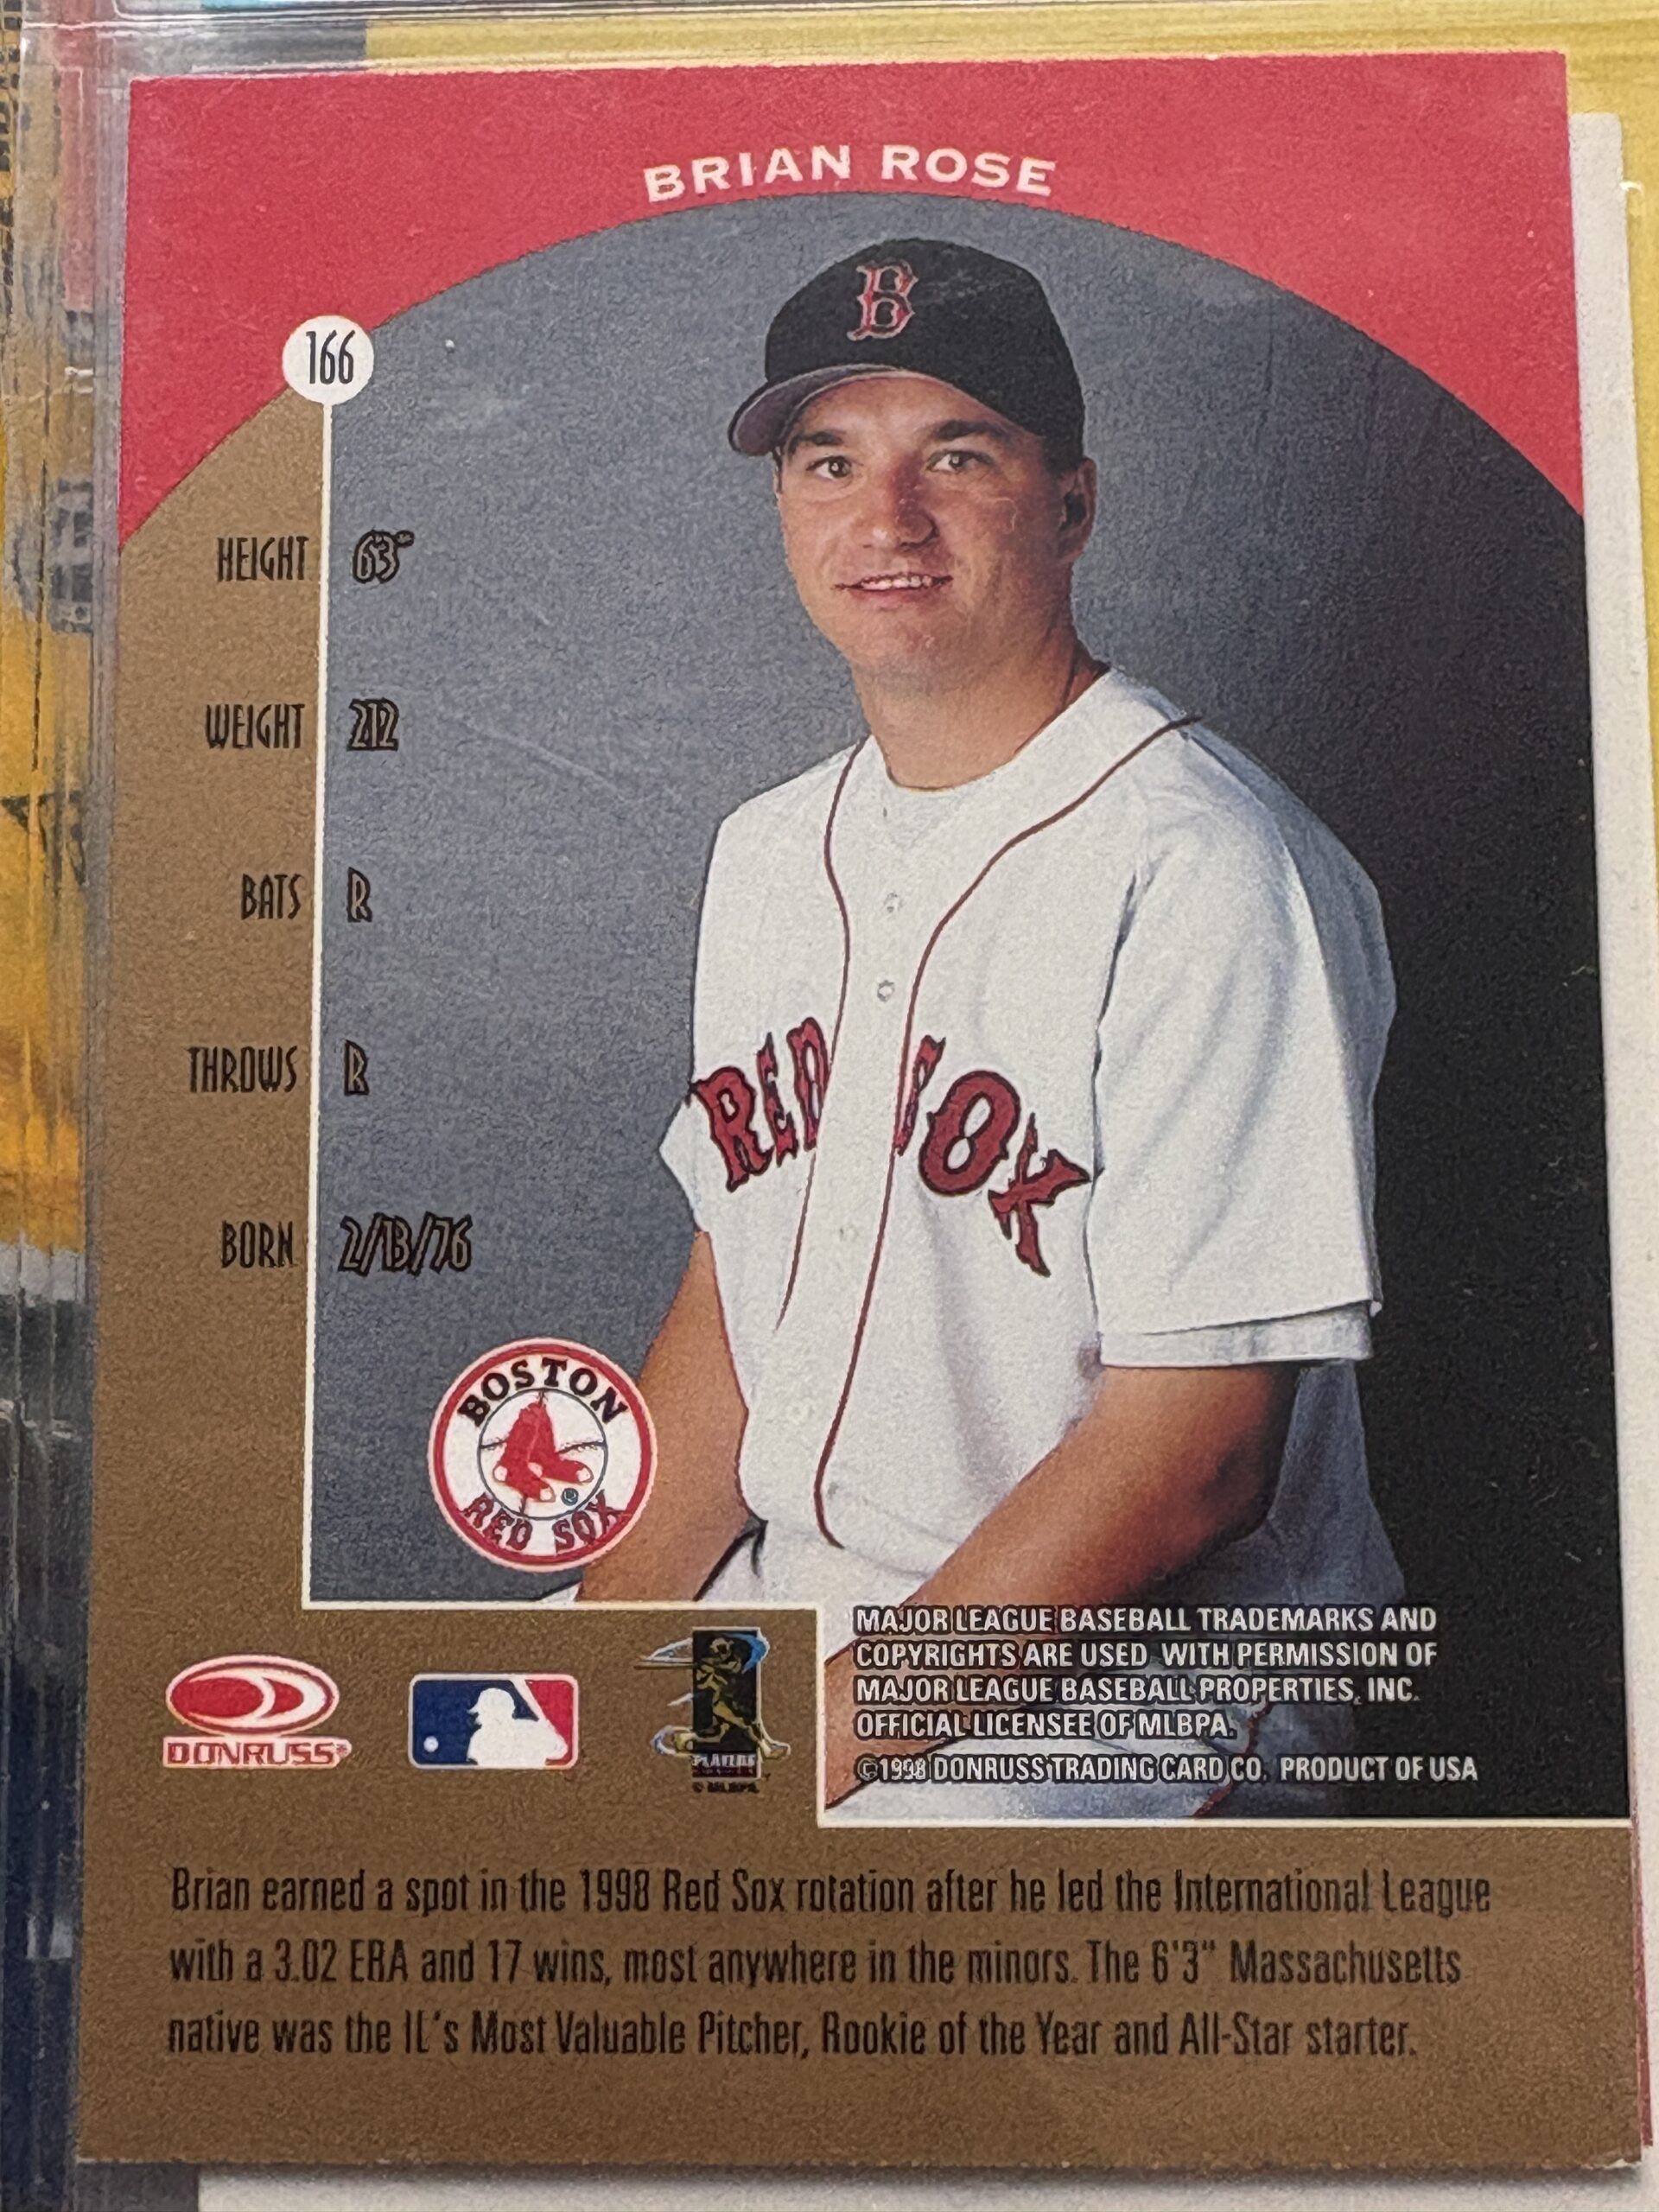 BRIAN ROSE
166
HEIGHT 6'3"
WEIGHT 212
BATS R
THROWS R
BORN 2/13/76
B
RED SOX
BOSTON
RED SOX
®
DONRUSS®
PLAYERS
© MLBPA
MAJOR LEAGUE BASEBALL TRADEMARKS AND
COPYRIGHTS ARE USED WITH PERMISSION OF
MAJOR LEAGUE BASEBALL PROPERTIES, INC.
OFFICIAL LICENSEE OF MLBPA.
©1998 DONRUSS TRADING CARD CO. PRODUCT OF USA
Brian earned a spot in the 1998 Red Sox rotation after he led the International League
with a 3.02 ERA and 17 wins, most anywhere in the minors. The 6'3" Massachusetts
native was the IL's Most Valuable Pitcher, Rookie of the Year and All-Star starter.